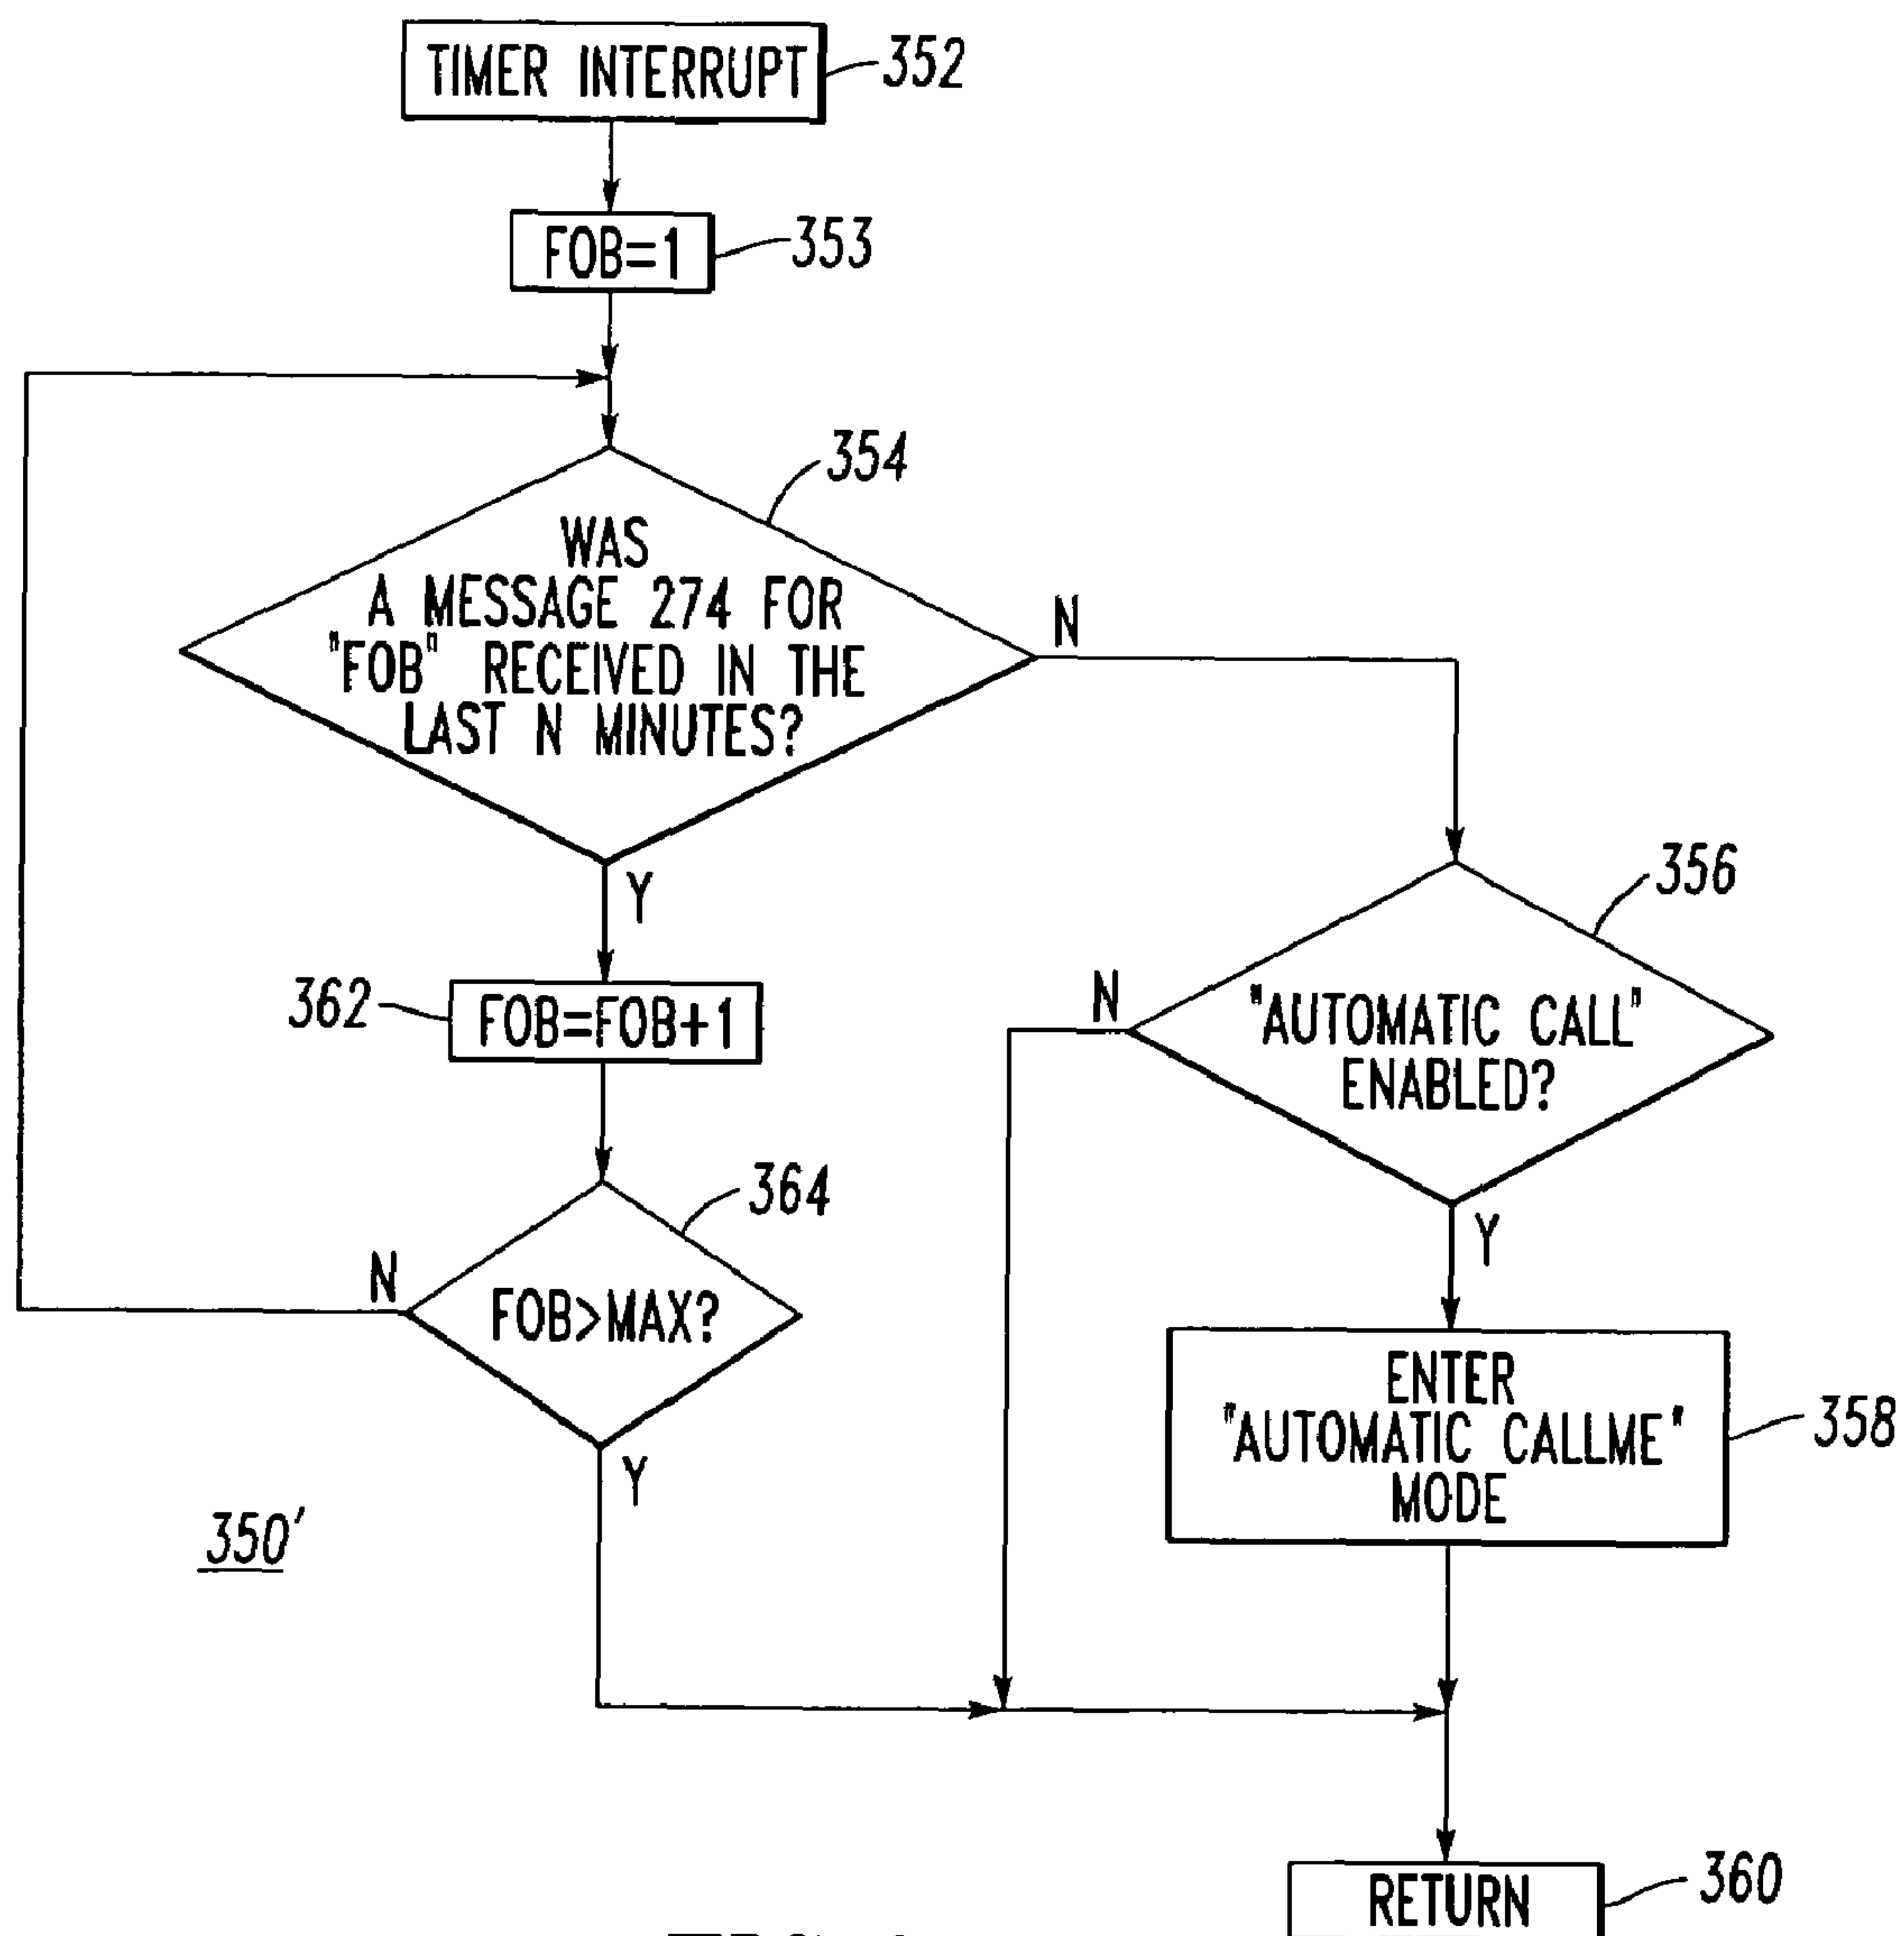 TIMER INTERRUPT
352
FOB=1
353
354
WAS
A MESSAGE 274 FOR
"FOB" RECEIVED IN THE
LAST N MINUTES?
N
Y
356
"AUTOMATIC CALL"
ENABLED?
N
Y
362
FOB=FOB+1
364
FOB>MAX?
N
Y
ENTER
"AUTOMATIC CALLME"
MODE
358
350'
RETURN
360